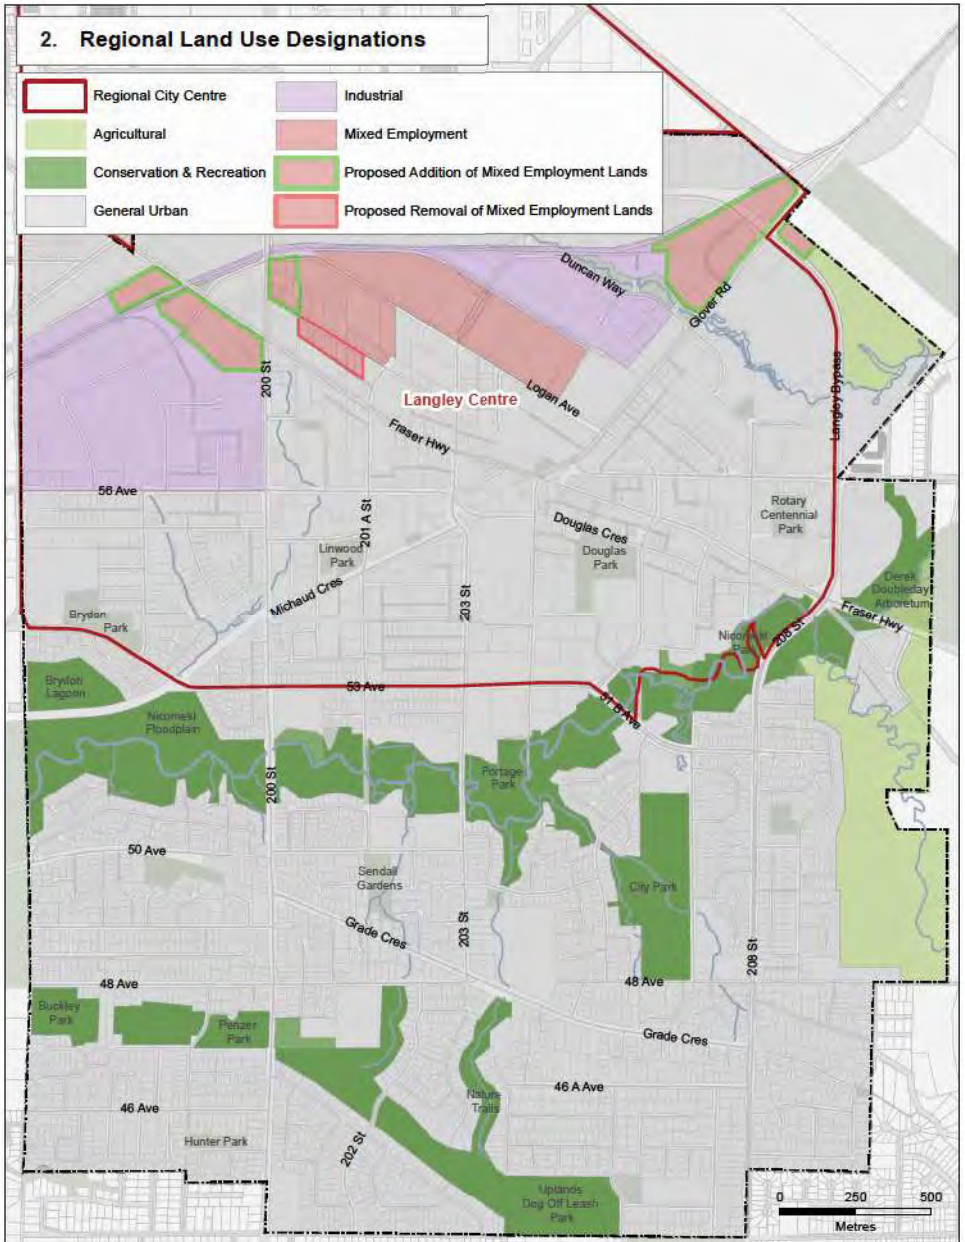 2. Regional Land Use Designations
Regional City Centre
Industrial
Agricultural
Mixed Employment
Conservation & Recreation
Proposed Addition of Mixed Employment Lands
General Urban
Proposed Removal of Mixed Employment Lands
Duncan Way
Glover Rd
200 St
Langley Bypass
Langley Centre
Logan Ave
Fraser Hwy
56 Ave
201 A St
Rotary
Centennial
Park
Douglas Cres
Douglas
Park
Linwood
Park
Michaud Cres
203 St
Derek
Doubleday
Arboretum
Brydon
Park
Fraser Hwy
208 St
Nicomekl
Park
Brydon
Lagoon
53 Ave
51 B Ave
Nicomekl
Floodplain
200 St
Portage
Park
50 Ave
Sendall
Gardens
City Park
Grade Cres
203 St
208 St
48 Ave
48 Ave
Buckley
Park
Penzer
Park
Grade Cres
46 A Ave
Nature
Trails
46 Ave
Hunter Park
202 St
Uplands
Dog Off Leash
Park
0 250 500
Metres